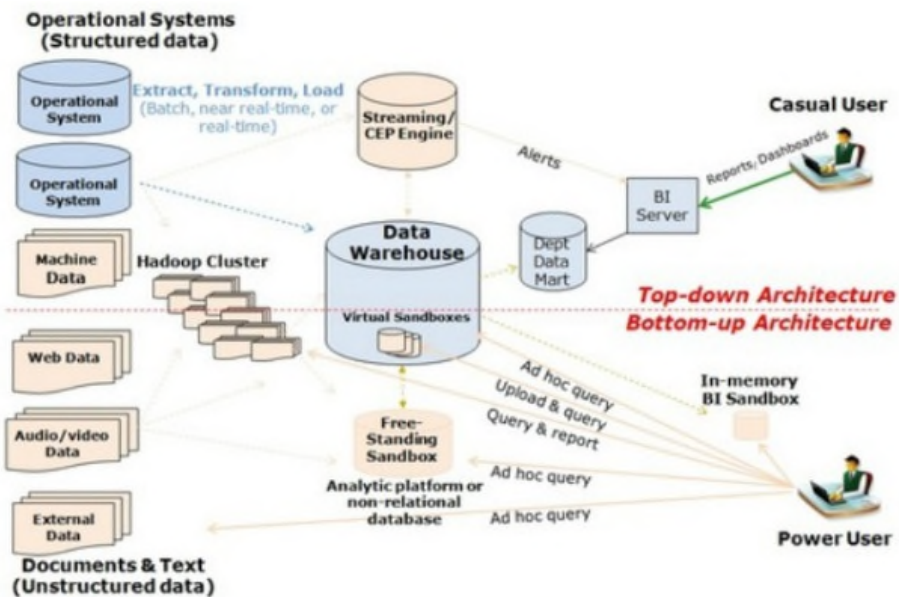 Operational Systems
(Structured data)
Operational
System
Extract, Transform, Load
(Batch, near real-time, or
real-time)
Streaming/
CEP Engine
Casual User
Alerts
Reports, Dashboards
Operational
System
BI
Server
Data
Warehouse
Dept
Data
Mart
Machine
Data
Hadoop Cluster
Top-down Architecture
Bottom-up Architecture
Virtual Sandboxes
Web Data
Ad hoc query
Upload & query
Query & report
In-memory
BI Sandbox
Audio/video
Data
Free-
Standing
Sandbox
Ad hoc query
Analytic platform or
non-relational
database
Ad hoc query
External
Data
Power User
Documents & Text
(Unstructured data)